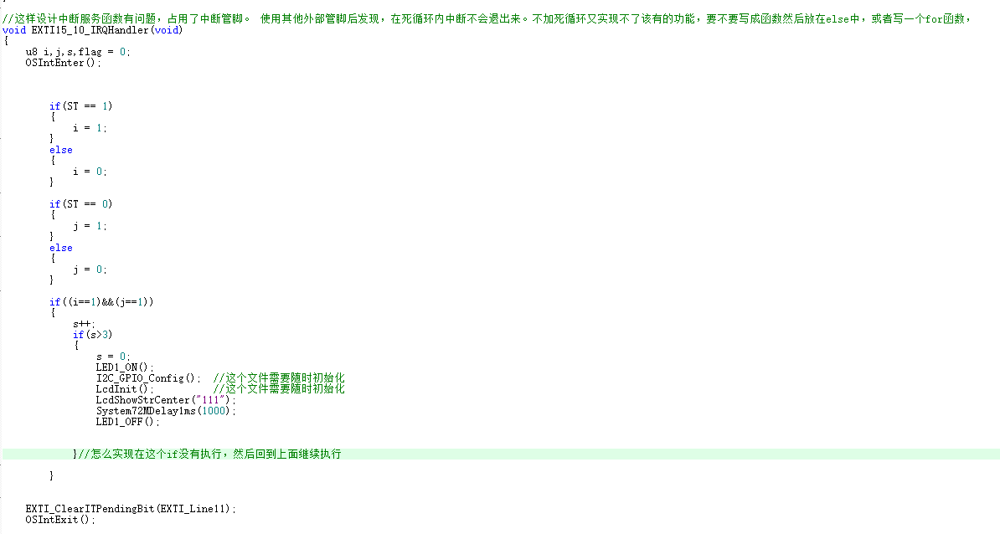 //这样设计中断服务函数有问题，占用了中断管脚。 使用其他外部管脚后发现，在死循环内中断不会退出来。不加死循环又实现不了该有的功能，要不要写成函数然后放在else中，或者写一个for函数，
void EXTI15_10_IRQHandler(void)
{
u8 i,j,s,flag = 0;
OSIntEnter();
if(ST == 1)
{
i = 1;
}
else
{
i = 0;
}
if(ST == 0)
{
j = 1;
}
else
{
j = 0;
}
if((i==1)&&(j==1))
{
s++;
if(s>3)
{
s = 0;
LED1_ON();
I2C_GPIO_Config(); //这个文件需要随时初始化
LcdInit(); //这个文件需要随时初始化
LcdShowStrCenter("111");
System72MDelay1ms(1000);
LED1_OFF();
}//怎么实现在这个if没有执行，然后回到上面继续执行
}
EXTI_ClearITPendingBit(EXTI_Line11);
OSIntExit();